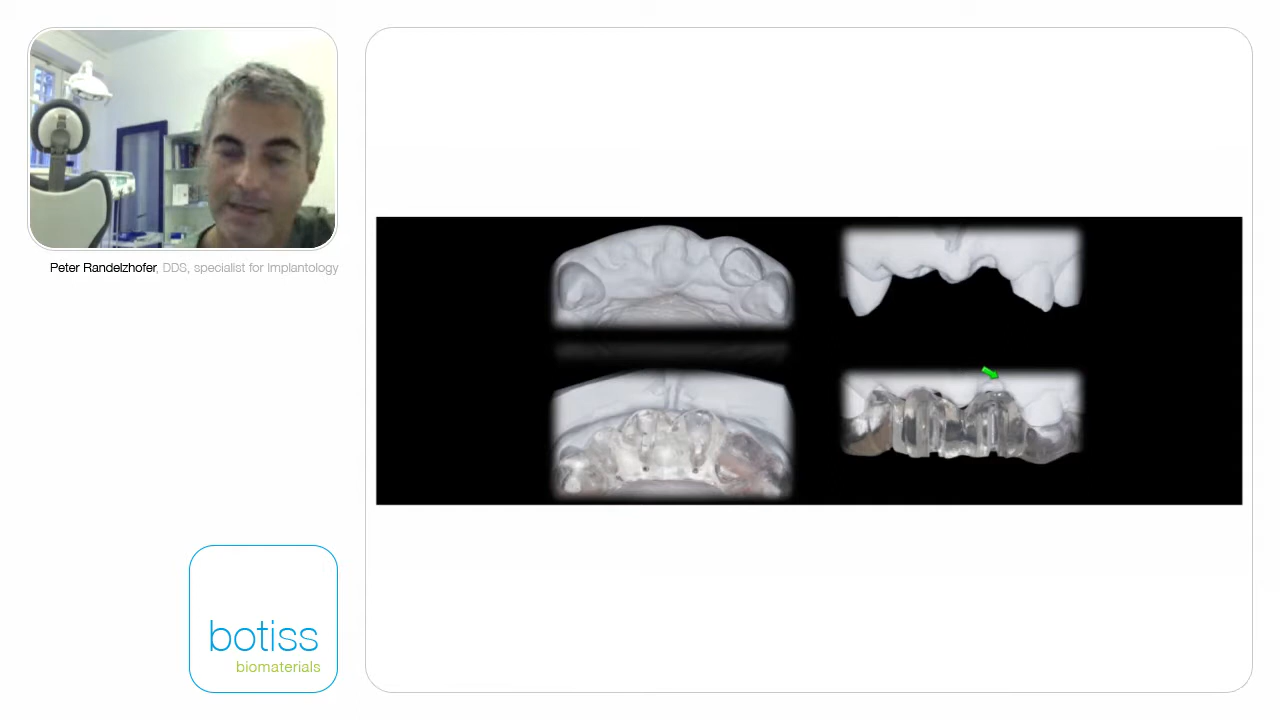 Peter Randelzhofer, DDS, specialist for Implantology
botiss
biomaterials